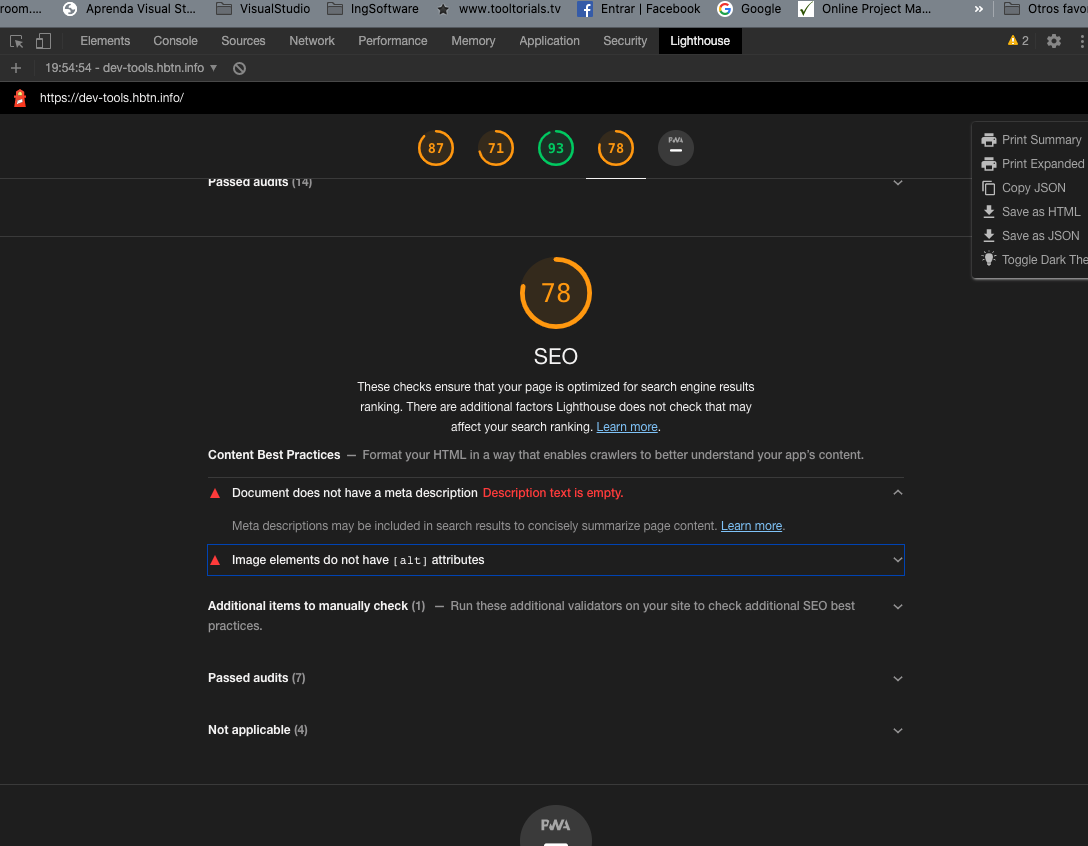 room.... Aprenda Visual St... VisualStudio IngSoftware www.tooltorials.tv Entrar | Facebook Google Online Project Ma... » Otros favor
Elements Console Sources Network Performance Memory Application Security Lighthouse 2
19:54:54 - dev-tools.hbtn.info
https://dev-tools.hbtn.info/
87 71 93 78 PWA
Print Summary
Print Expanded
Copy JSON
Save as HTML
Save as JSON
Toggle Dark The
Passed audits (14)
78
SEO
These checks ensure that your page is optimized for search engine results
ranking. There are additional factors Lighthouse does not check that may
affect your search ranking. Learn more.
Content Best Practices — Format your HTML in a way that enables crawlers to better understand your app's content.
Document does not have a meta description Description text is empty.
Meta descriptions may be included in search results to concisely summarize page content. Learn more.
Image elements do not have [alt] attributes
Additional items to manually check (1) — Run these additional validators on your site to check additional SEO best
practices.
Passed audits (7)
Not applicable (4)
PWA